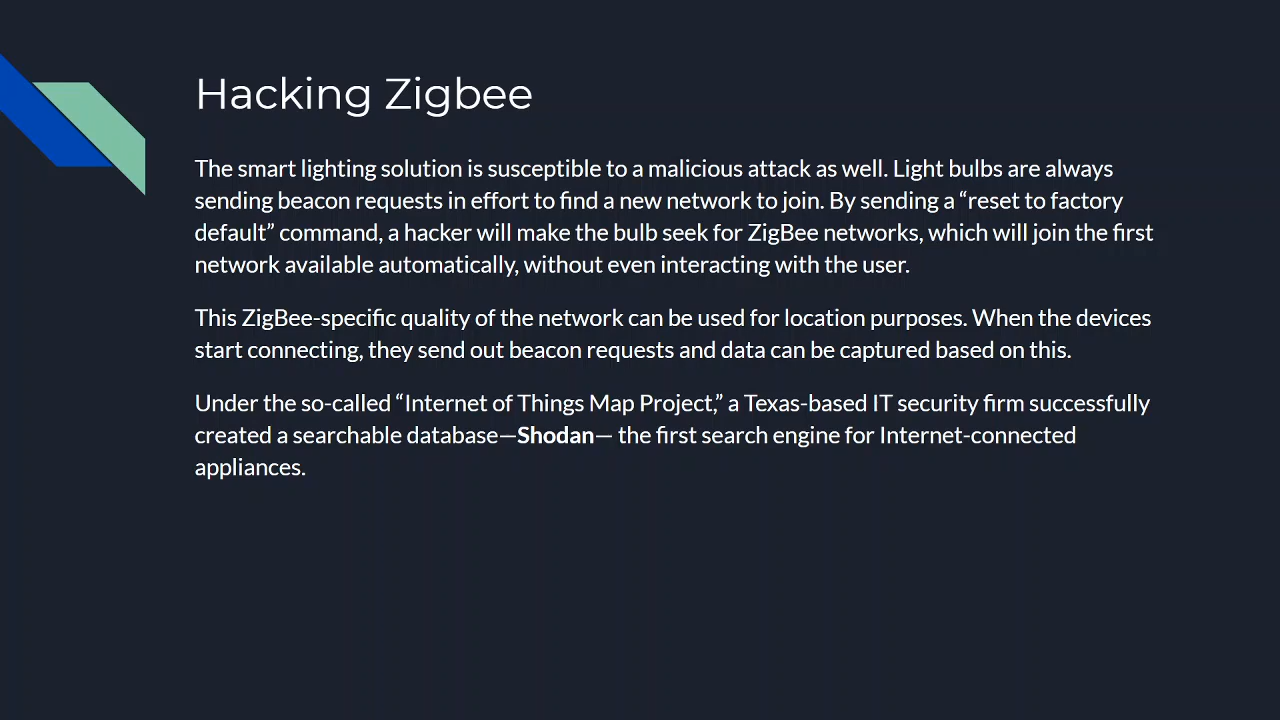 Hacking Zigbee
The smart lighting solution is susceptible to a malicious attack as well. Light bulbs are always
sending beacon requests in effort to find a new network to join. By sending a “reset to factory
default” command, a hacker will make the bulb seek for ZigBee networks, which will join the first
network available automatically, without even interacting with the user.
This ZigBee-specific quality of the network can be used for location purposes. When the devices
start connecting, they send out beacon requests and data can be captured based on this.
Under the so-called “Internet of Things Map Project,” a Texas-based IT security firm successfully
created a searchable database—Shodan— the first search engine for Internet-connected
appliances.